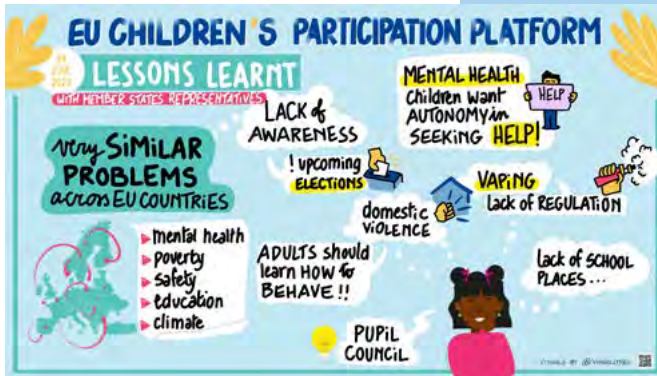 EU CHILDREN'S PARTICIPATION PLATFORM
LESSONS LEARNT
WITH MEMBER STATES REPRESENTATIVES
very SiMiLAR
PROBLEMS
across EU COUNTRIES
mental health
poverty
safety
education
climate
LACK of
AWARENESS
! upcoming
ELECTIONS
MENTAL HEALTH
Children want
AUTONOMY in
SEEKING HELP!
HELP
domestic
ViOLENCE
VAPING
lack of REGULATION
ADULTS should
learn HOW to
BEHAVE!!
lack of SCHOOL
PLACES...
PUPiL
COUNCiL